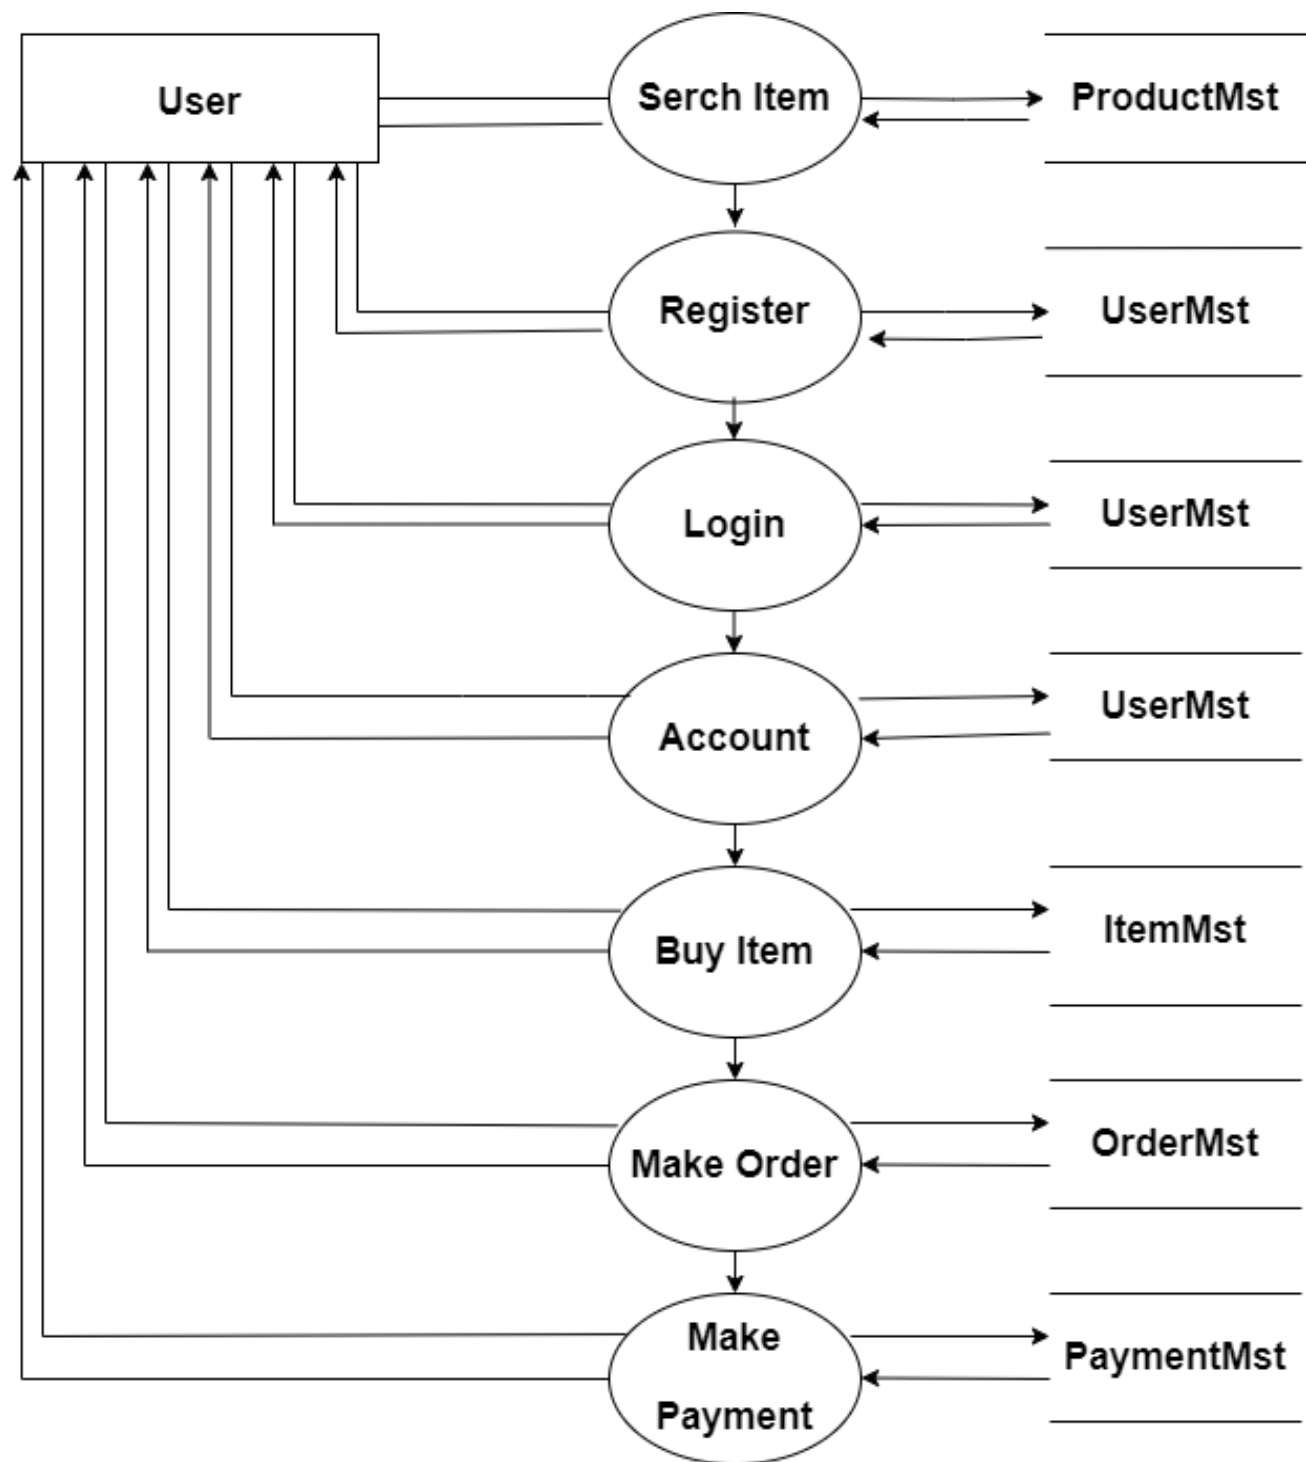 User
Serch Item
ProductMst
Register
UserMst
Login
UserMst
Account
UserMst
Buy Item
ItemMst
Make Order
OrderMst
Make
Payment
PaymentMst